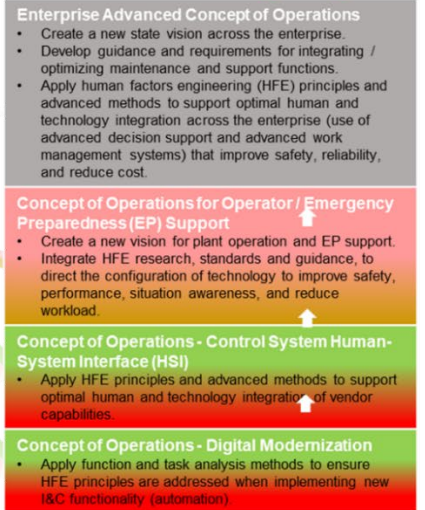 Enterprise Advanced Concept of Operations
• Create a new state vision across the enterprise.
• Develop guidance and requirements for integrating /
optimizing maintenance and support functions.
• Apply human factors engineering (HFE) principles and
advanced methods to support optimal human and
technology integration across the enterprise (use of
advanced decision support and advanced work
management systems) that improve safety, reliability,
and reduce cost.
Concept of Operations for Operator / Emergency
Preparedness (EP) Support
• Create a new vision for plant operation and EP support.
• Integrate HFE research, standards and guidance, to
direct the configuration of technology to improve safety,
performance, situation awareness, and reduce
workload.
Concept of Operations - Control System Human-
System Interface (HSI)
• Apply HFE principles and advanced methods to support
optimal human and technology integration of vendor
capabilities.
Concept of Operations - Digital Modernization
• Apply function and task analysis methods to ensure
HFE principles are addressed when implementing new
I&C functionality (automation)